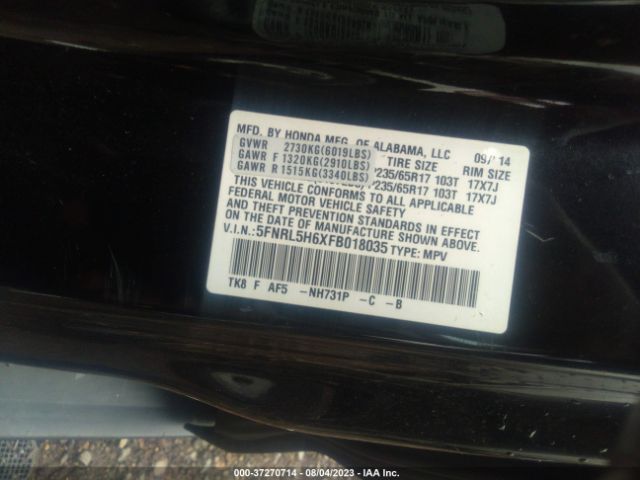 MFD. BY HONDA MFG. OF ALABAMA, LLC 09/14
GVWR 2730KG(6019LBS) TIRE SIZE RIM SIZE
GAWR F 1320KG(2910LBS) P235/65R17 103T 17X7J
GAWR R 1515KG(3340LBS) P235/65R17 103T 17X7J
THIS VEHICLE CONFORMS TO ALL APPLICABLE
FEDERAL MOTOR VEHICLE SAFETY
AND THEFT PREVENTION STANDARDS IN EFFECT
ON THE DATE OF MANUFACTURE SHOWN ABOVE.
V.I.N.:5FNRL5H6XFB018035 TYPE: MPV
TK8 F AF5 -NH731P -C -B
000-37270714 - 08/04/2023 - IAA Inc.